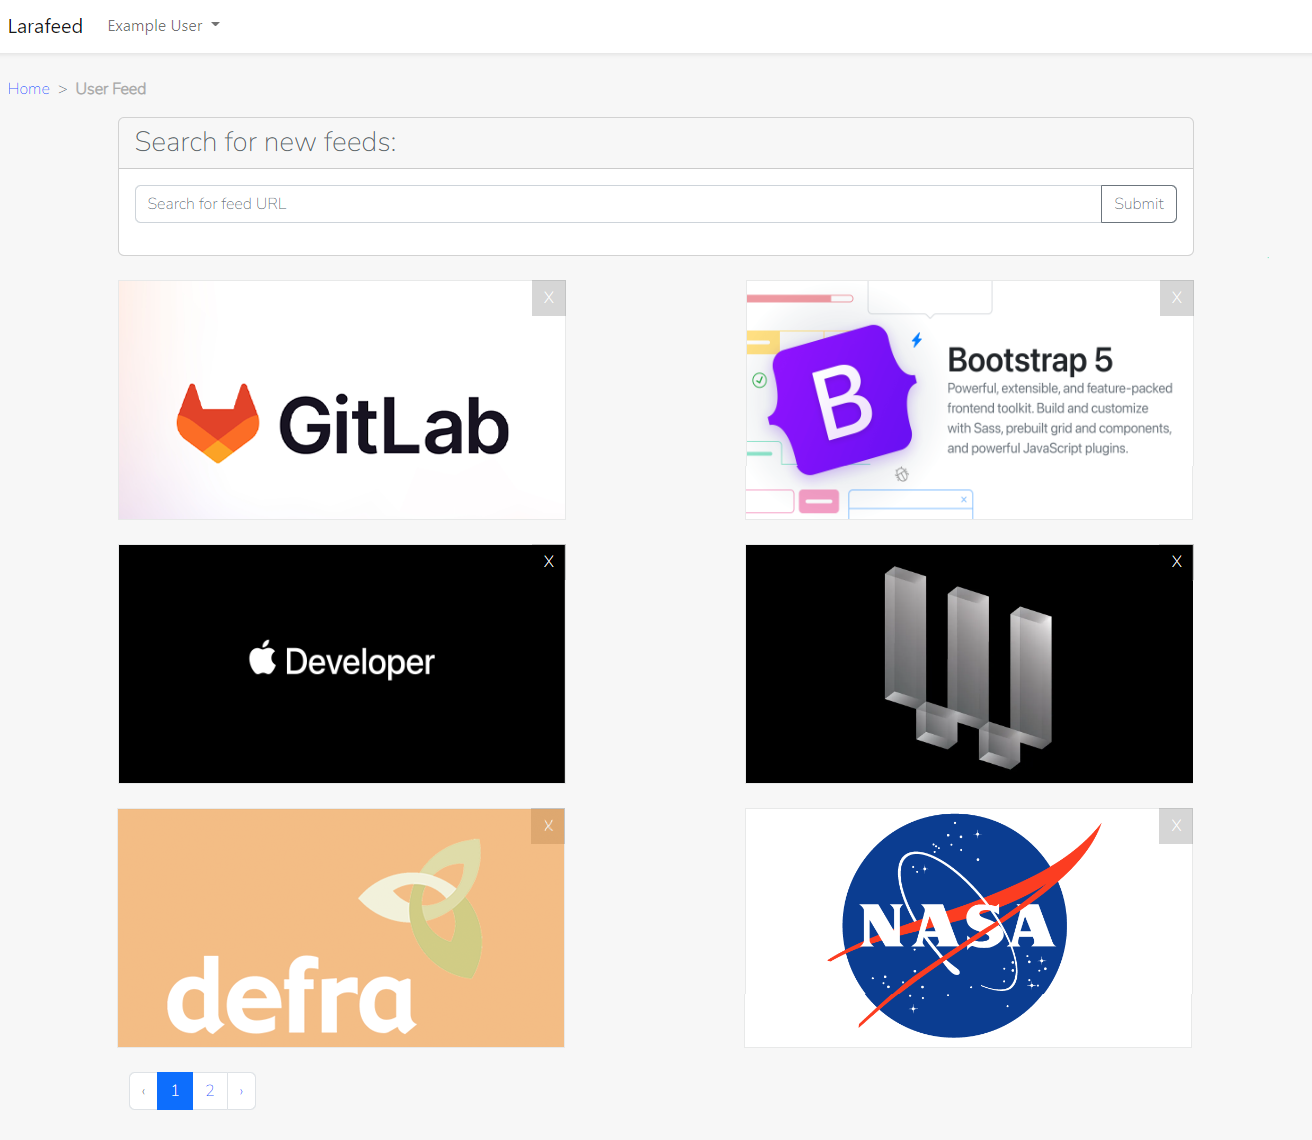 Larafeed Example User
Home > User Feed
Search for new feeds:
Search for feed URL Submit
X
GitLab
X
B
Bootstrap 5
Powerful, extensible, and feature-packed
frontend toolkit. Build and customize
with Sass, prebuilt grid and components,
and powerful JavaScript plugins.
X
Developer
X
X
defra
X
NASA
‹ 1 2 ›